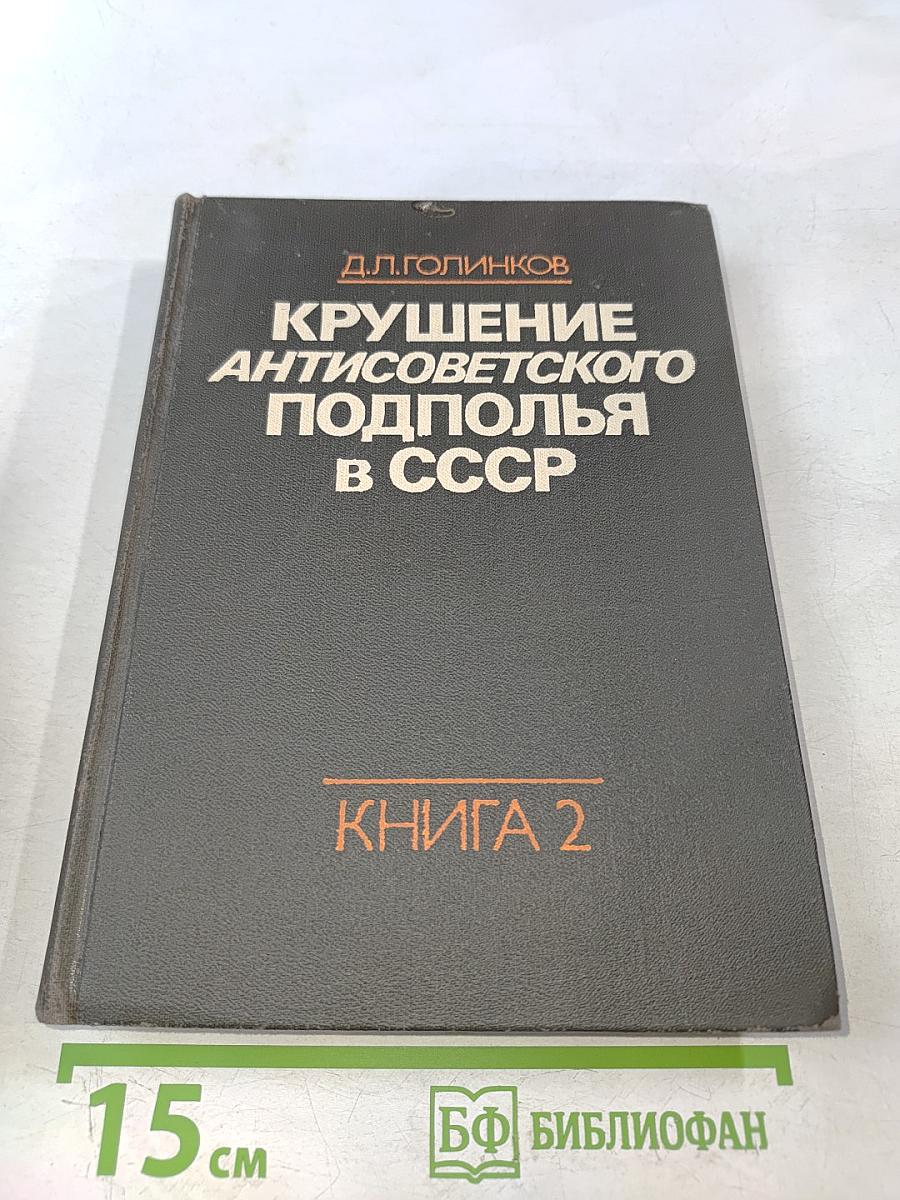 Д.Л.ГОЛИНКОВ
КРУШЕНИЕ
АНТИСОВЕТСКОГО
ПОДПОЛЬЯ
в СССР
КНИГА 2
15 см
БФ БИБЛИОФАН